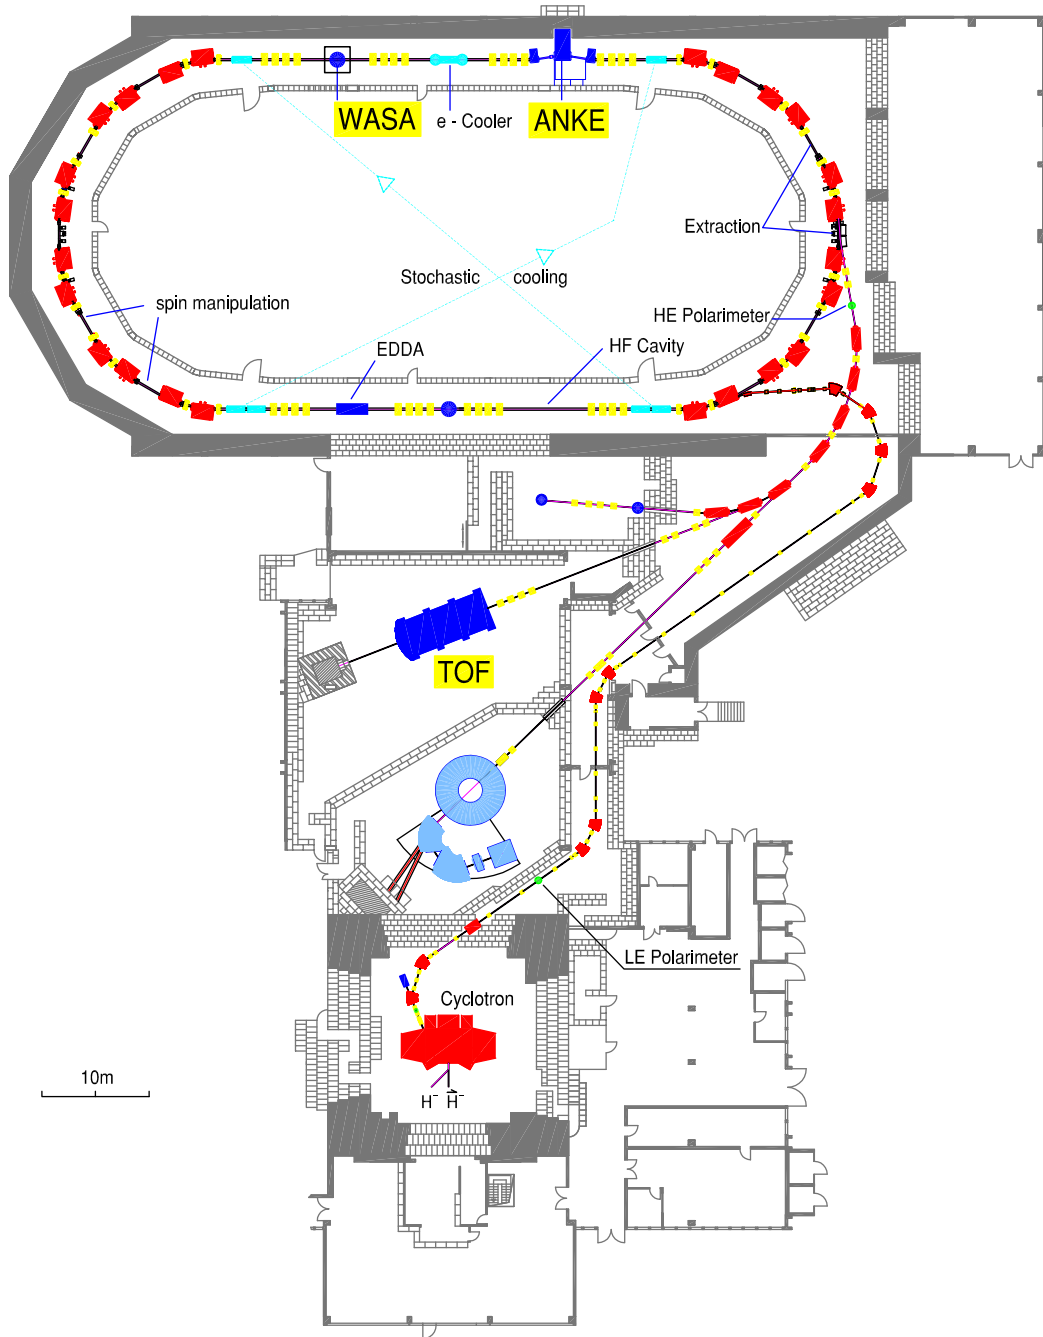 WASA
e - Cooler
ANKE
Extraction
Stochastic cooling
spin manipulation
HE Polarimeter
EDDA
HF Cavity
TOF
LE Polarimeter
Cyclotron
10m
H⁻ H⃗⁻